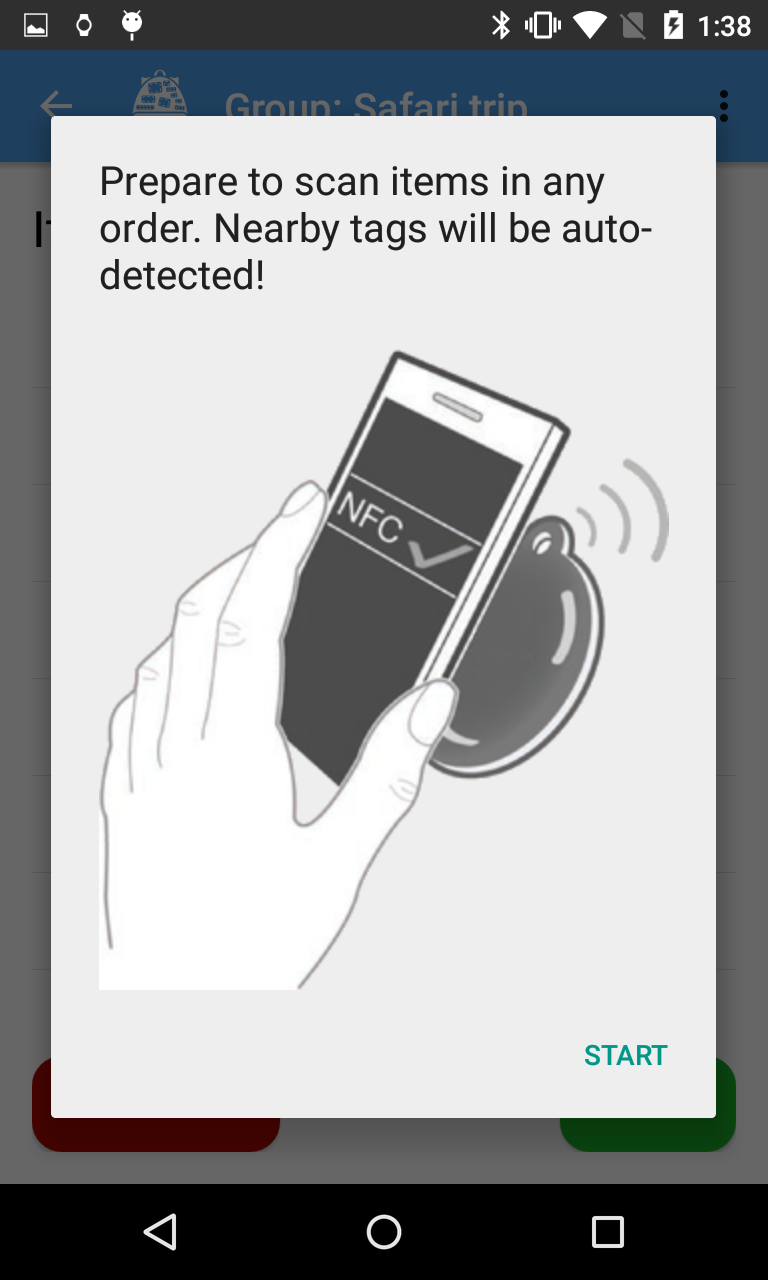 1:38
Group: Safari trip
Prepare to scan items in any
order. Nearby tags will be auto-
detected!
NFC
START